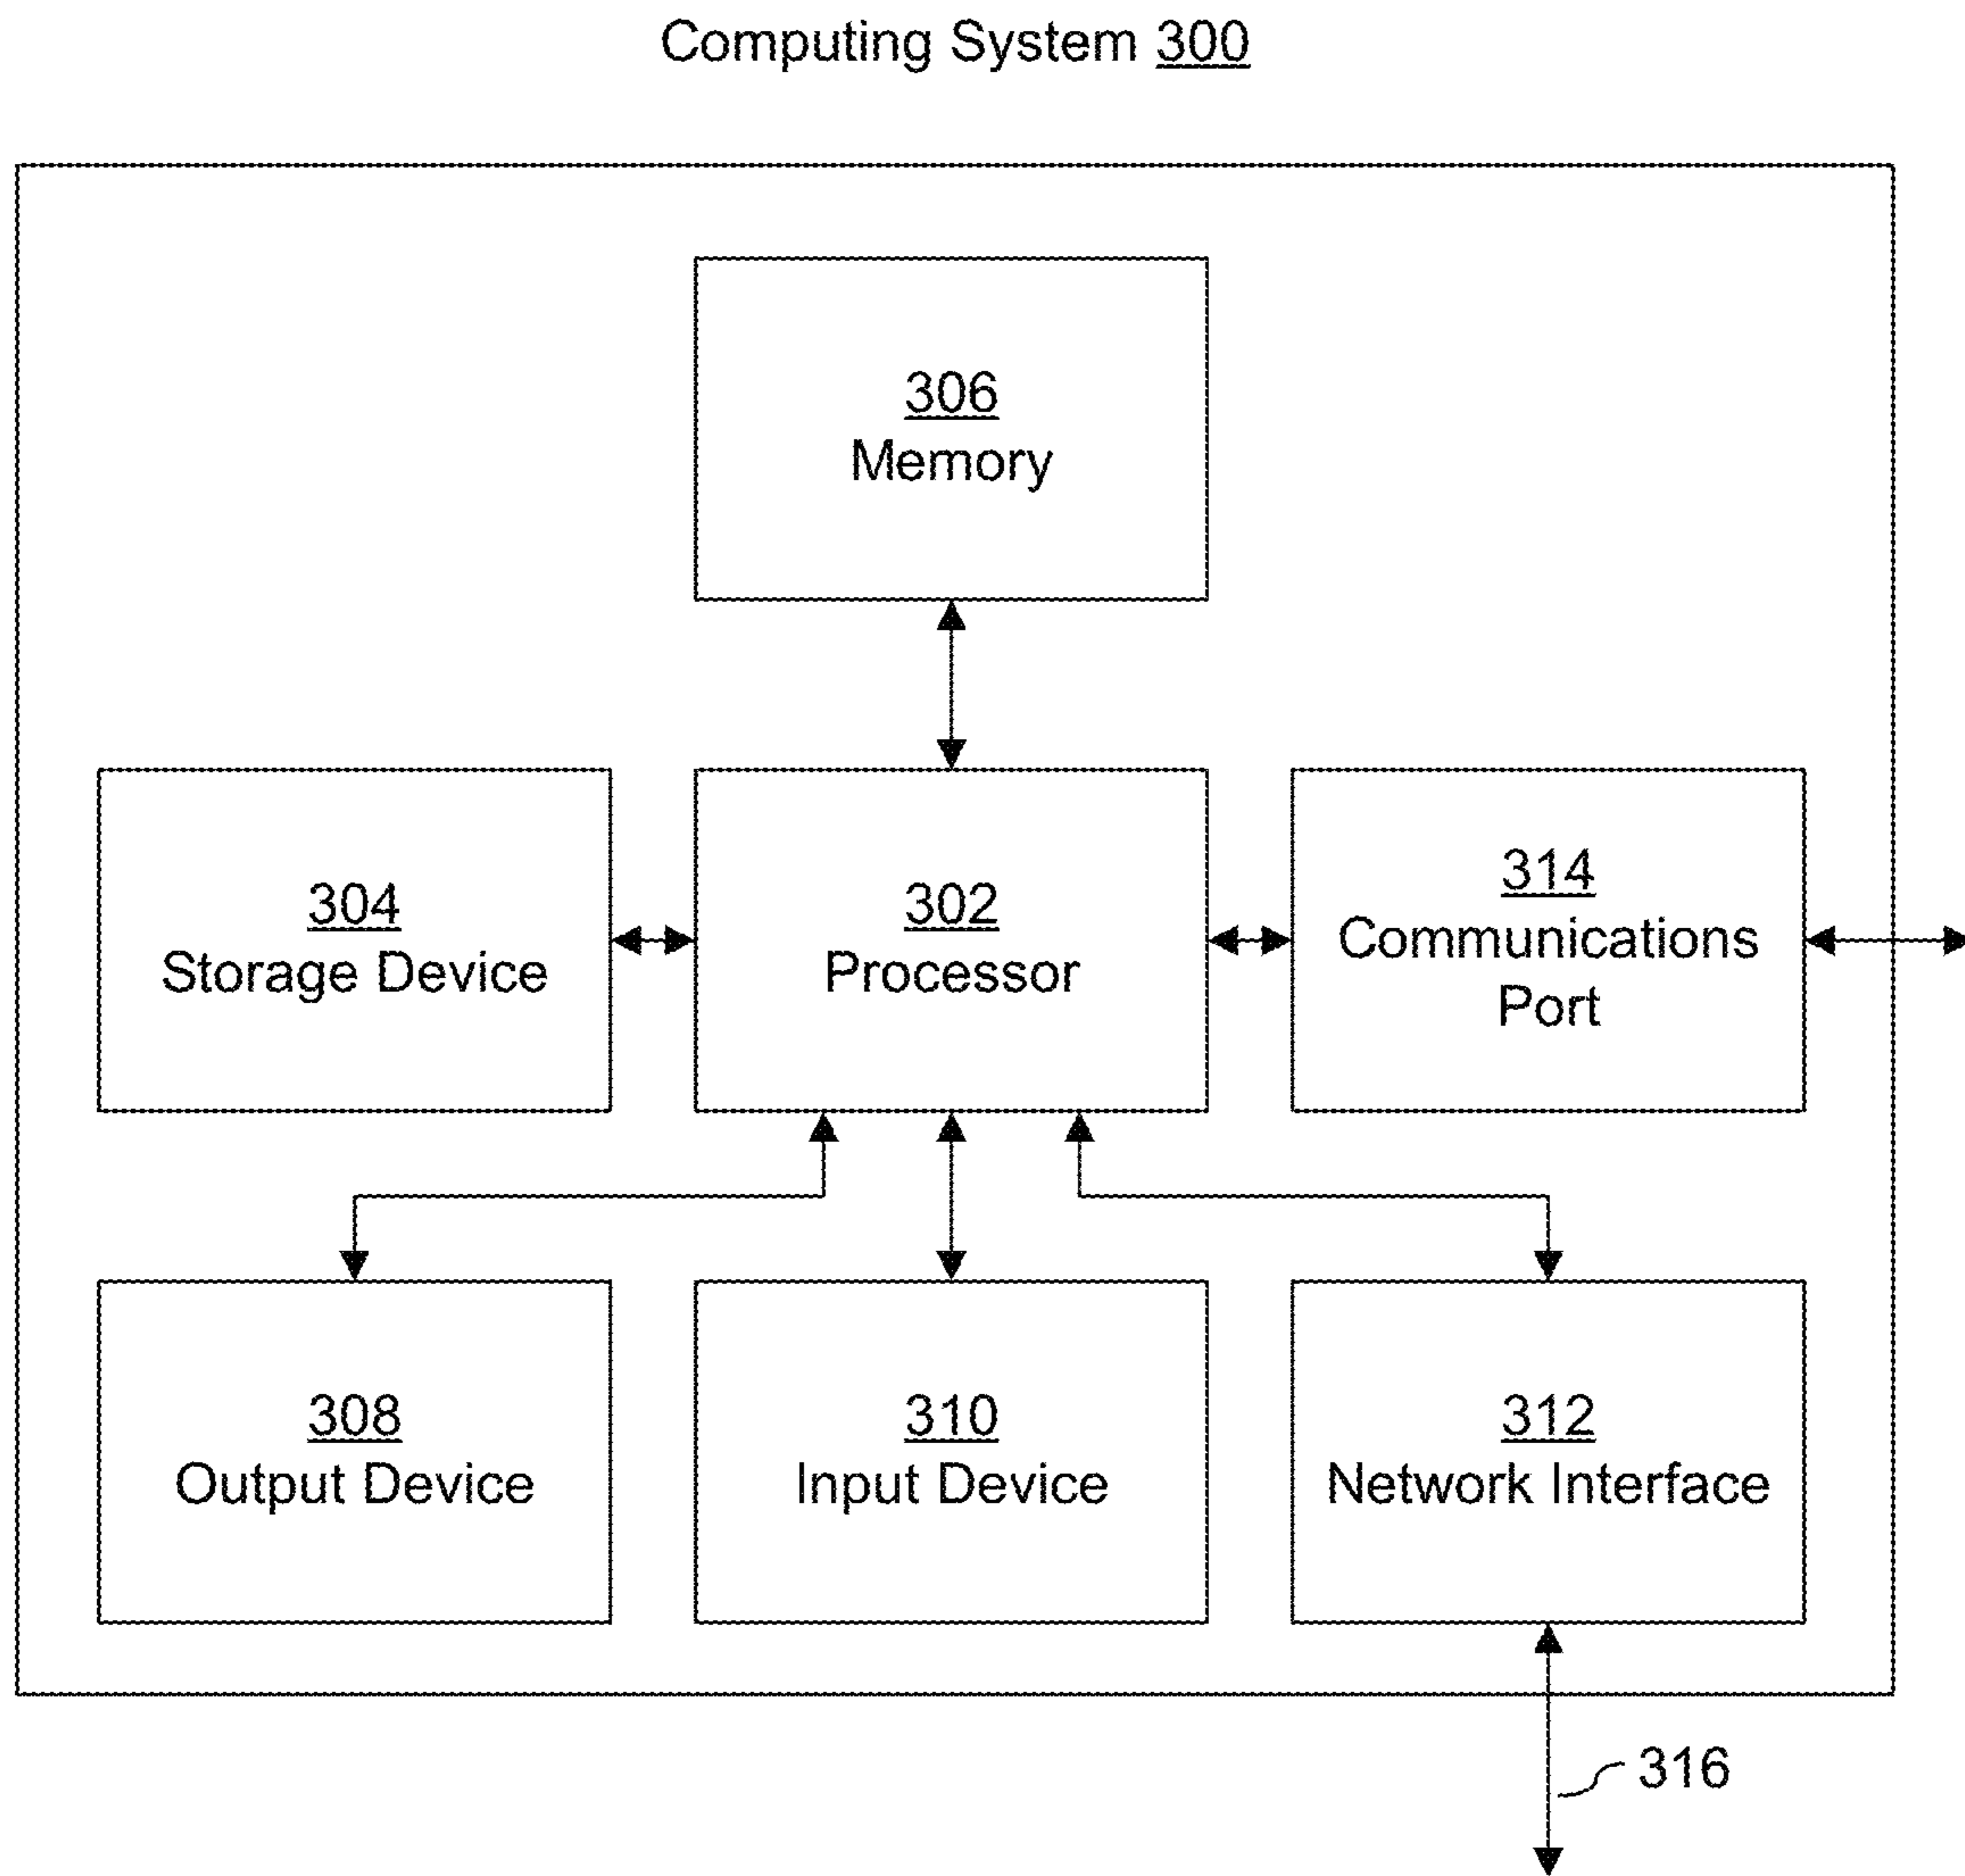 Computing System 300
306
Memory
304
Storage Device
302
Processor
314
Communications
Port
308
Output Device
310
Input Device
312
Network Interface
316